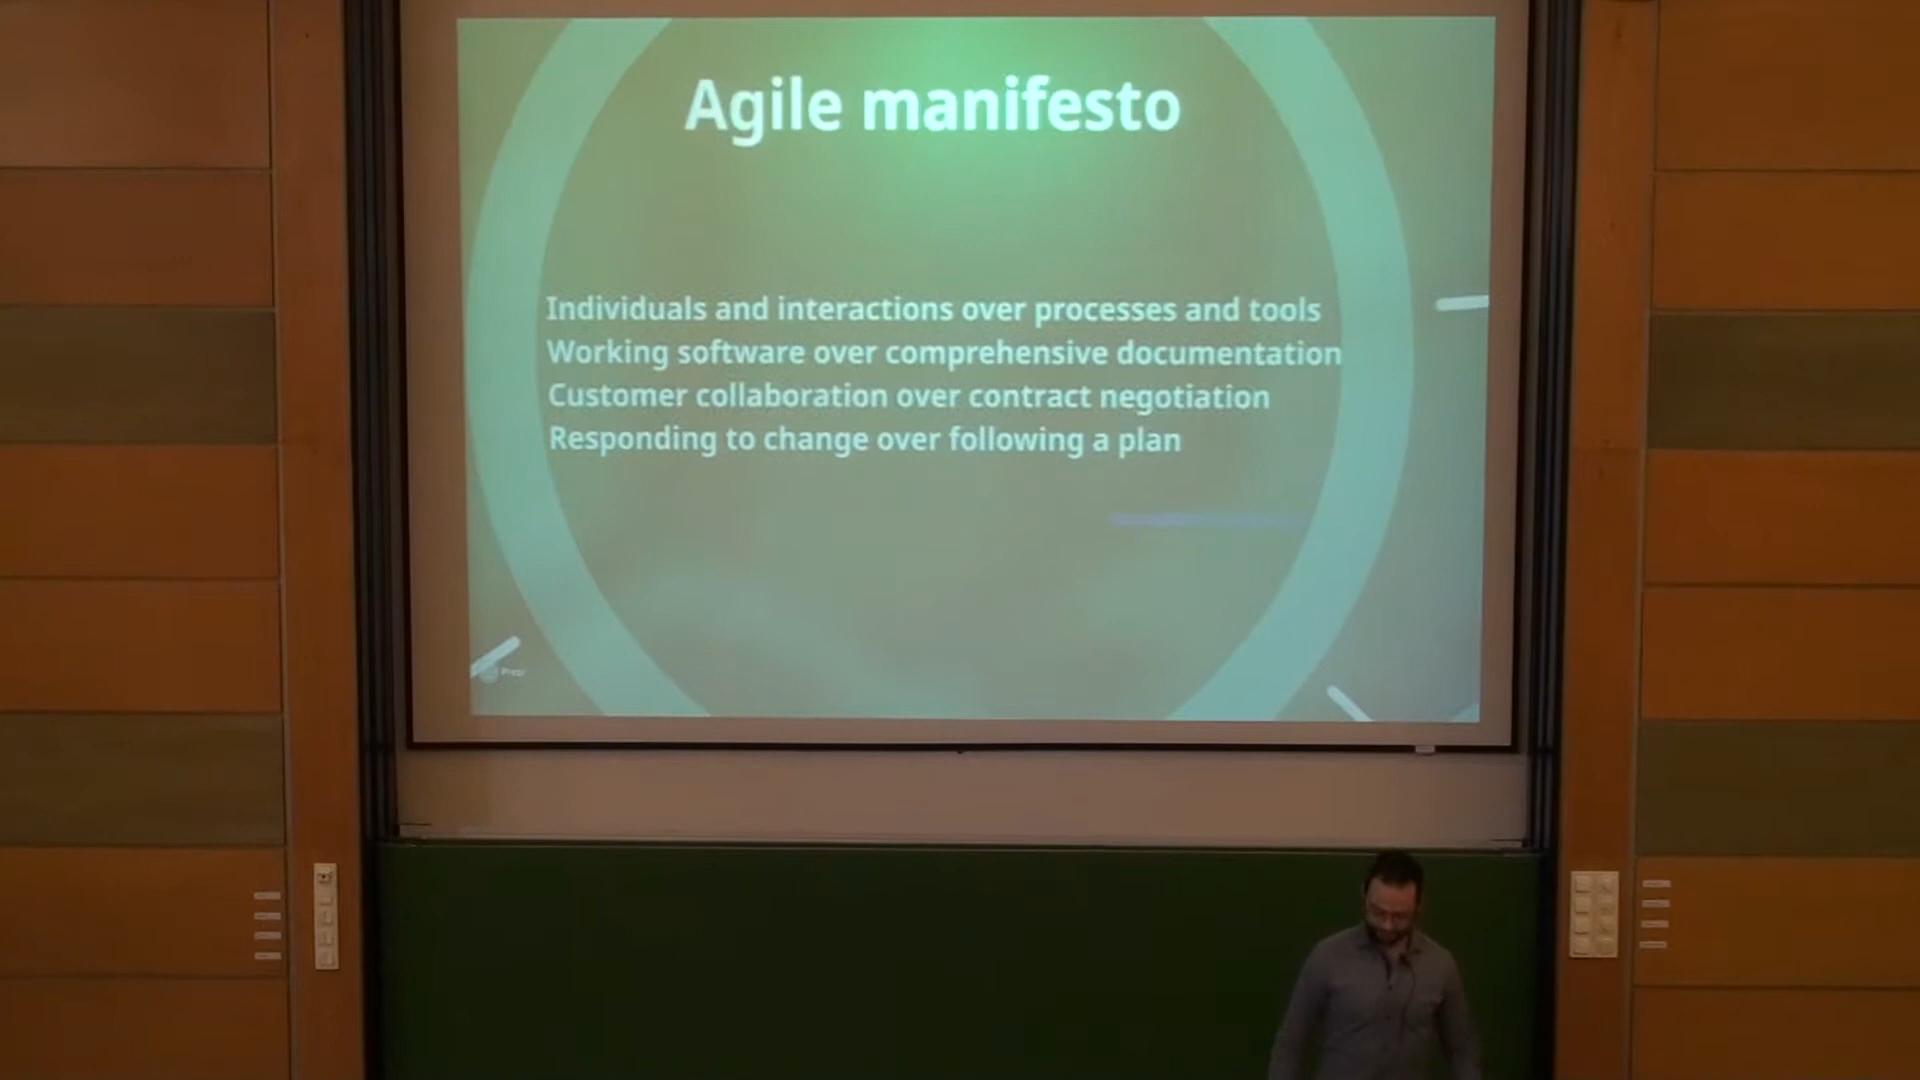 Agile manifesto
Individuals and interactions over processes and tools
Working software over comprehensive documentation
Customer collaboration over contract negotiation
Responding to change over following a plan